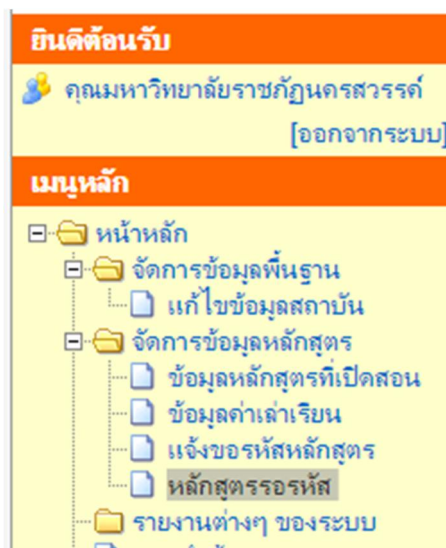 ยินดีต้อนรับ
คุณมหาวิทยาลัยราชภัฏนครสวรรค์
[ออกจากระบบ]
เมนูหลัก
หน้าหลัก
จัดการข้อมูลพื้นฐาน
แก้ไขข้อมูลสถาบัน
จัดการข้อมูลหลักสูตร
ข้อมูลหลักสูตรที่เปิดสอน
ข้อมูลค่าเล่าเรียน
แจ้งขอรหัสหลักสูตร
หลักสูตรรอรหัส
รายงานต่างๆ ของระบบ